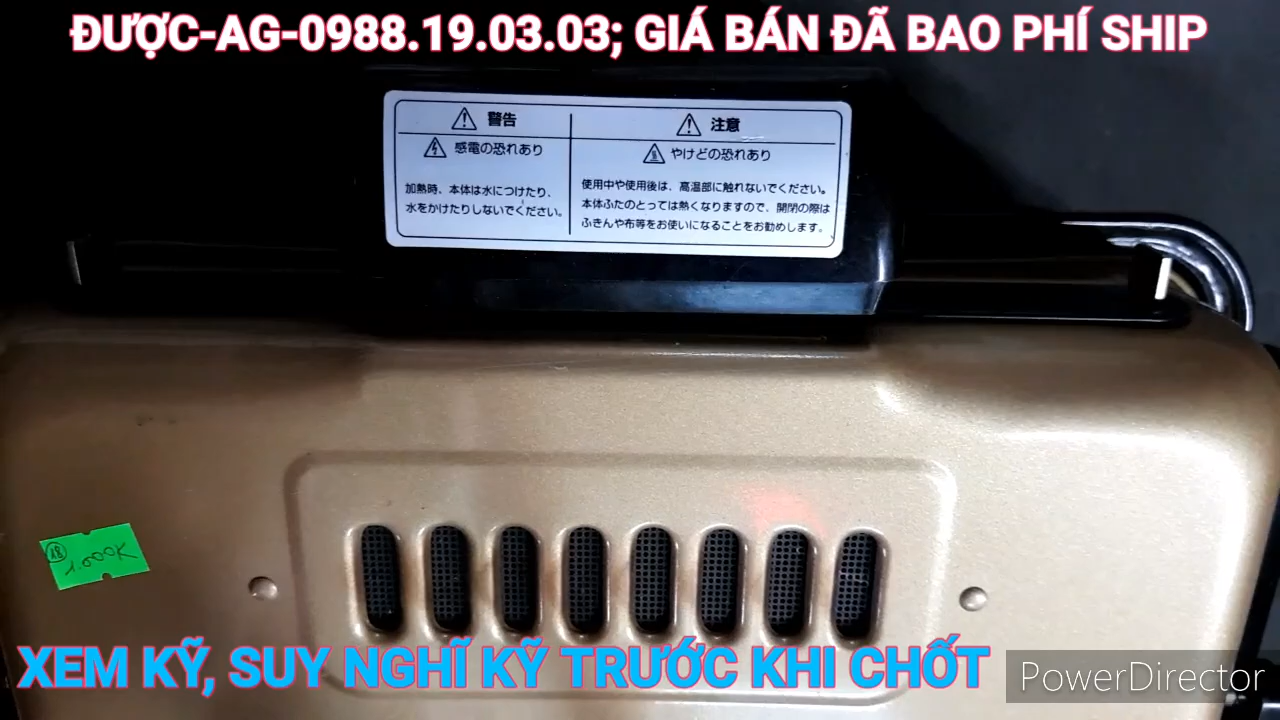 ĐƯỢC-AG-0988.19.03.03; GIÁ BÁN ĐÃ BAO PHÍ SHIP
警告
感電の恐れあり
加熱時、本体は水につけたり、
水をかけたりしないでください。
注意
やけどの恐れあり
使用中や使用後は、高温部に触れないでください。
本体ふたのとっては熱くなりますので、開閉の際は
ふきんや布等をお使いになることをお勧めします。
18
1.000K
XEM KỸ, SUY NGHĨ KỸ TRƯỚC KHI CHỐT
PowerDirector